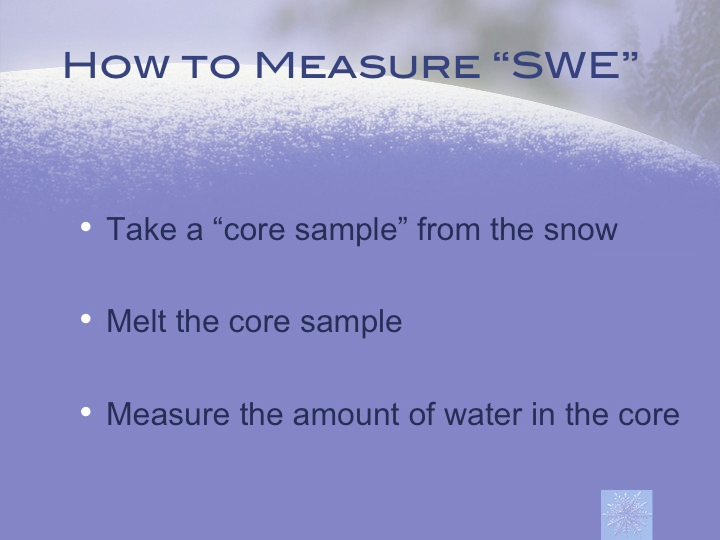 How to Measure “SWE”
• Take a “core sample” from the snow
• Melt the core sample
• Measure the amount of water in the core